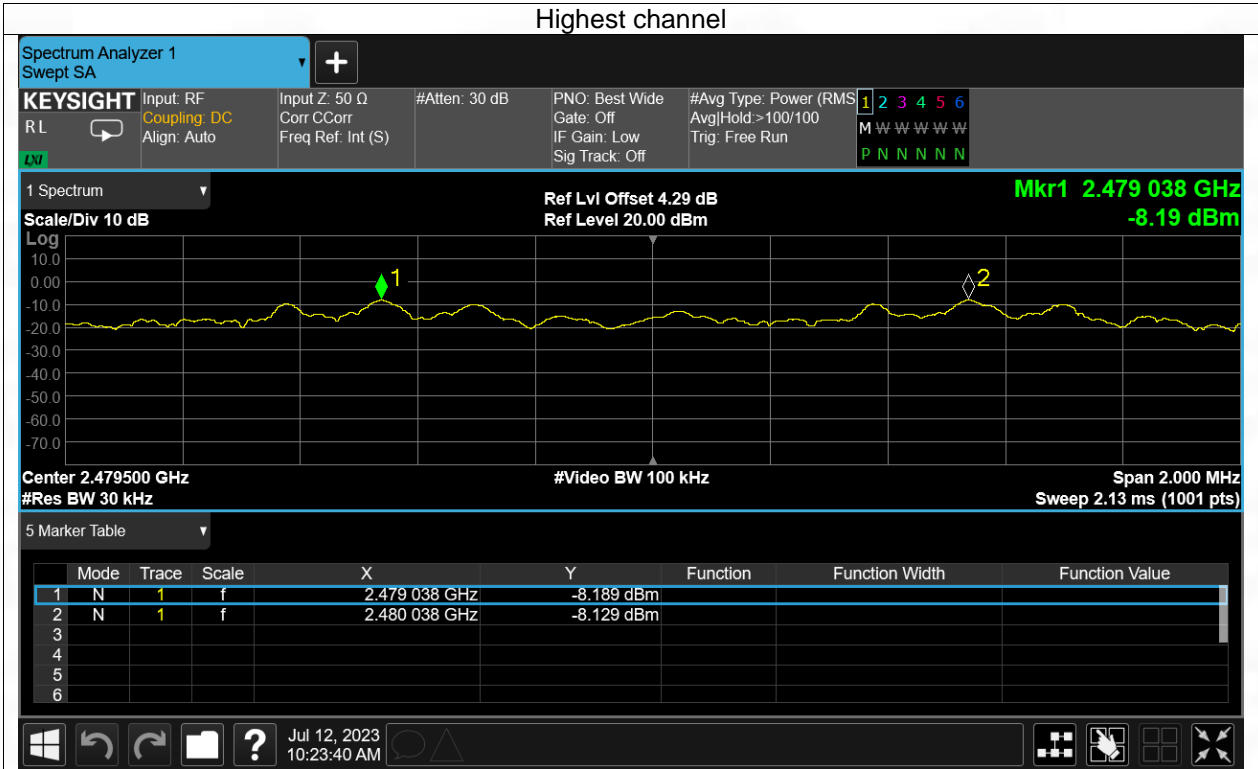 Highest channel
Spectrum Analyzer 1
Swept SA
KEYSIGHT
R L
LXI
Input: RF
Coupling: DC
Align: Auto
Input Z: 50 Ω
Corr CCorr
Freq Ref: Int (S)
#Atten: 30 dB
PNO: Best Wide
Gate: Off
IF Gain: Low
Sig Track: Off
#Avg Type: Power (RMS
Avg|Hold:>100/100
Trig: Free Run
1 2 3 4 5 6
M W W W W W
P N N N N N
1 Spectrum
Scale/Div 10 dB
Ref Lvl Offset 4.29 dB
Ref Level 20.00 dBm
Mkr1 2.479 038 GHz
-8.19 dBm
Log
10.0
0.00
-10.0
-20.0
-30.0
-40.0
-50.0
-60.0
-70.0
1
2
Center 2.479500 GHz
#Res BW 30 kHz
#Video BW 100 kHz
Span 2.000 MHz
Sweep 2.13 ms (1001 pts)
5 Marker Table
Mode Trace Scale X Y Function Function Width Function Value
1 N 1 f 2.479 038 GHz -8.189 dBm
2 N 1 f 2.480 038 GHz -8.129 dBm
3
4
5
6
?
Jul 12, 2023
10:23:40 AM